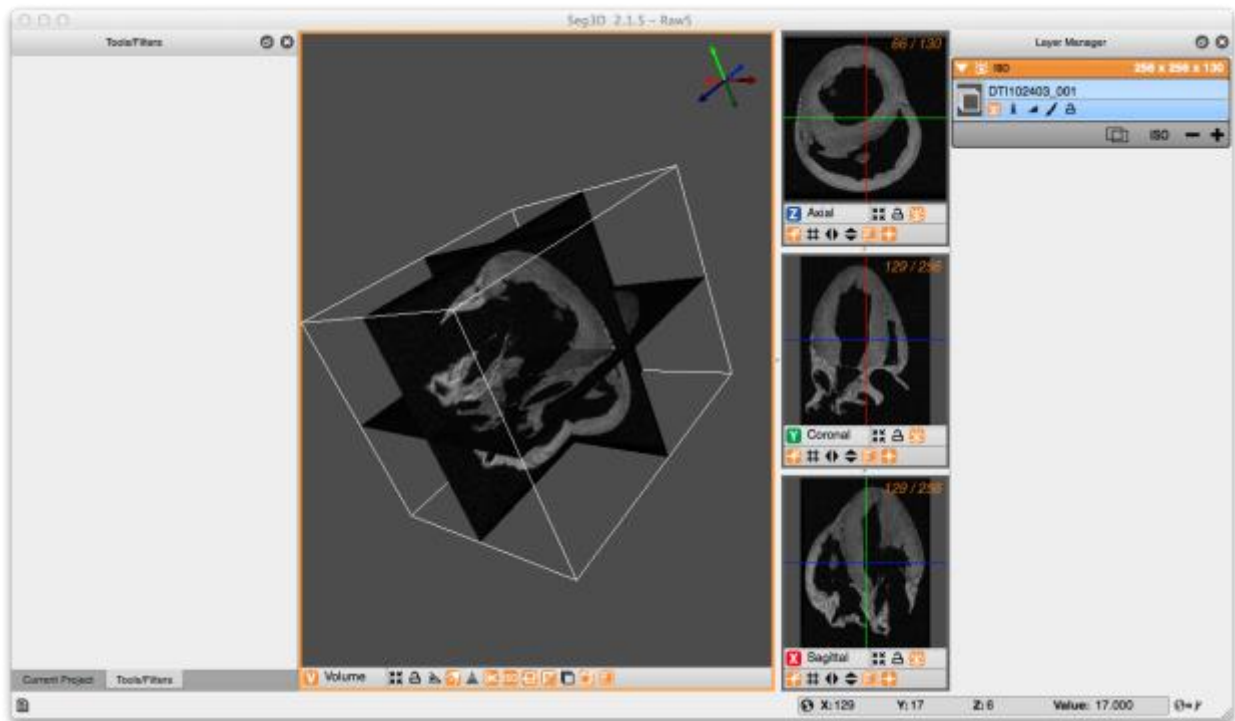 Seg3D 2.1.5 – Raw5
Tools/Filters
66 / 130
Z Axial
129 / 256
Y Coronal
129 / 256
X Sagittal
Layer Manager
ISO 256 x 256 x 130
DTI102403_001
ISO
Current Project Tools/Filters
V Volume
X: 129 Y: 17 Z: 6 Value: 17.000